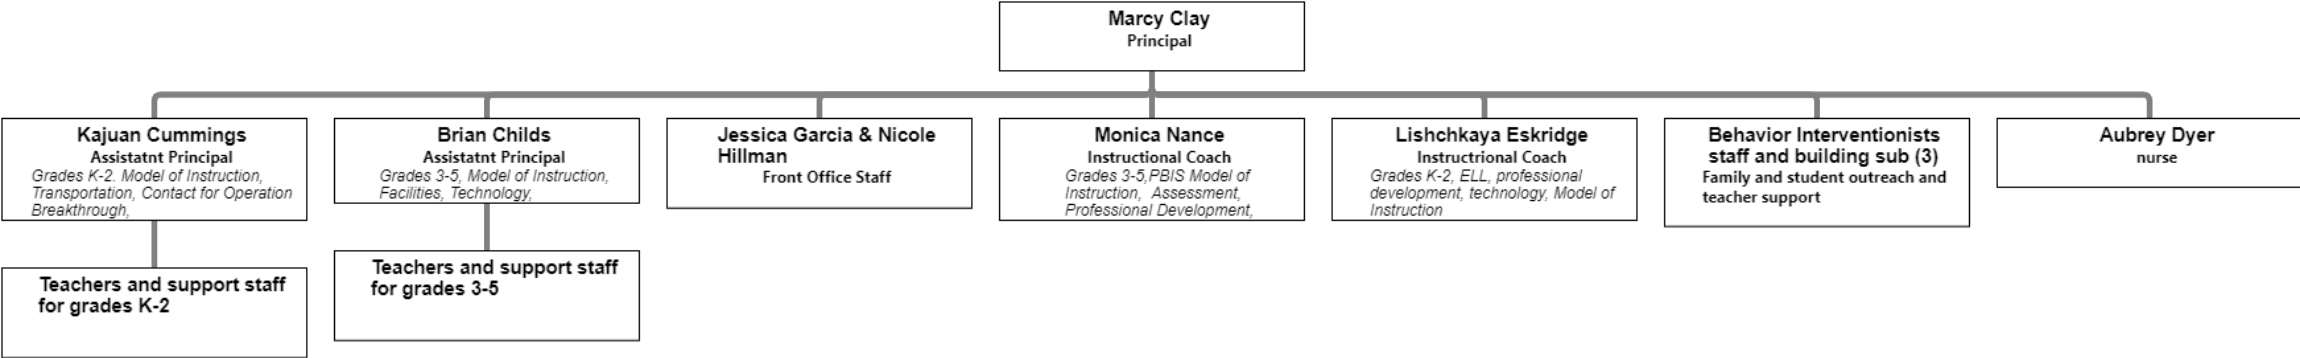 Marcy Clay
Principal
Kajuan Cummings
Assistatnt Principal
Grades K-2. Model of Instruction,
Transportation, Contact for Operation
Breakthrough,
Brian Childs
Assistatnt Principal
Grades 3-5, Model of Instruction,
Facilities, Technology,
Jessica Garcia & Nicole
Hillman
Front Office Staff
Monica Nance
Instructional Coach
Grades 3-5,PBIS Model of
Instruction, Assessment,
Professional Development,
Lishchkaya Eskridge
Instructrional Coach
Grades K-2, ELL, professional
development, technology, Model of
Instruction
Behavior Interventionists
staff and building sub (3)
Family and student outreach and
teacher support
Aubrey Dyer
nurse
Teachers and support staff
for grades K-2
Teachers and support staff
for grades 3-5